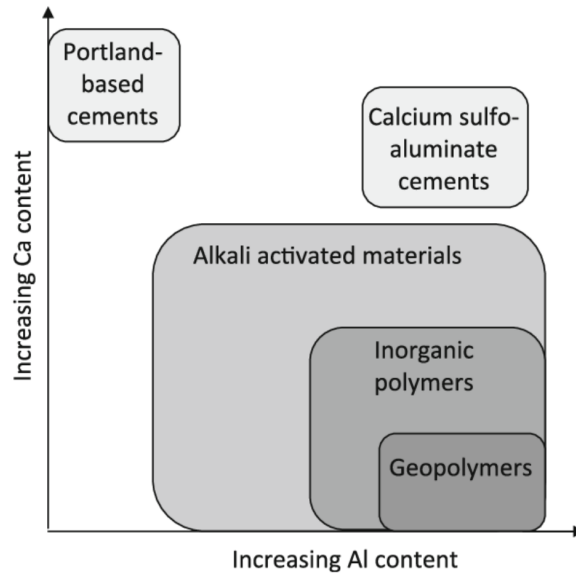 Portland-
based
cements
Calcium sulfo-
aluminate
cements
Alkali activated materials
Inorganic
polymers
Geopolymers
Increasing Ca content
Increasing Al content